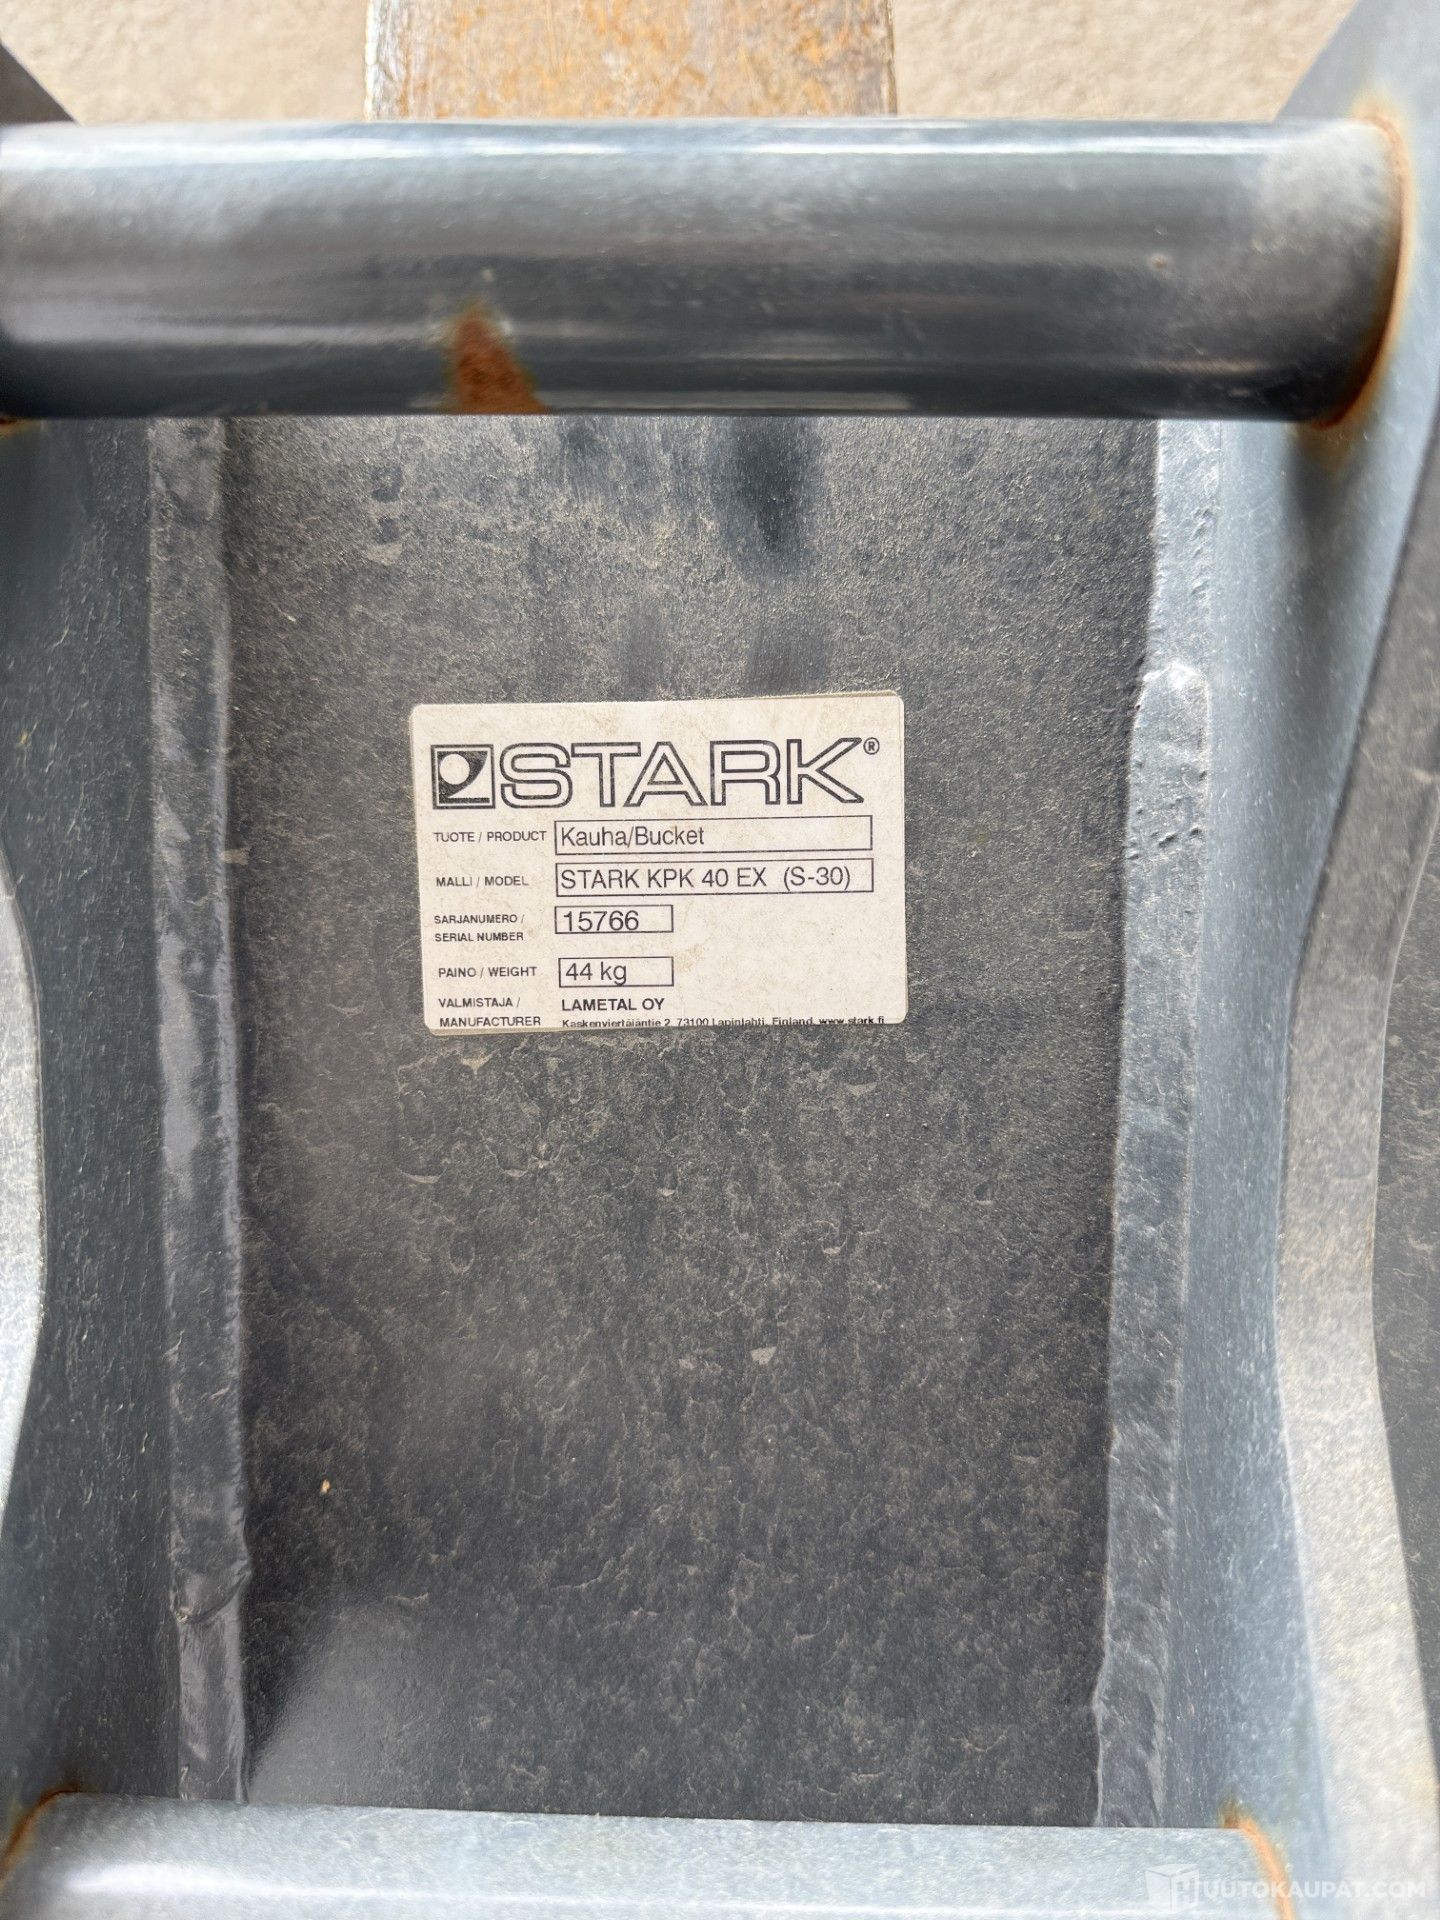 STARK®
TUOTE / PRODUCT Kauha/Bucket
MALLI / MODEL STARK KPK 40 EX (S-30)
SARJANUMERO /
SERIAL NUMBER 15766
PAINO / WEIGHT 44 kg
VALMISTAJA / LAMETAL OY
MANUFACTURER Kaskenviertäjäntie 2, 73100 Lapinlahti, Finland, www.stark.fi
HUUTOKAUPAT.COM